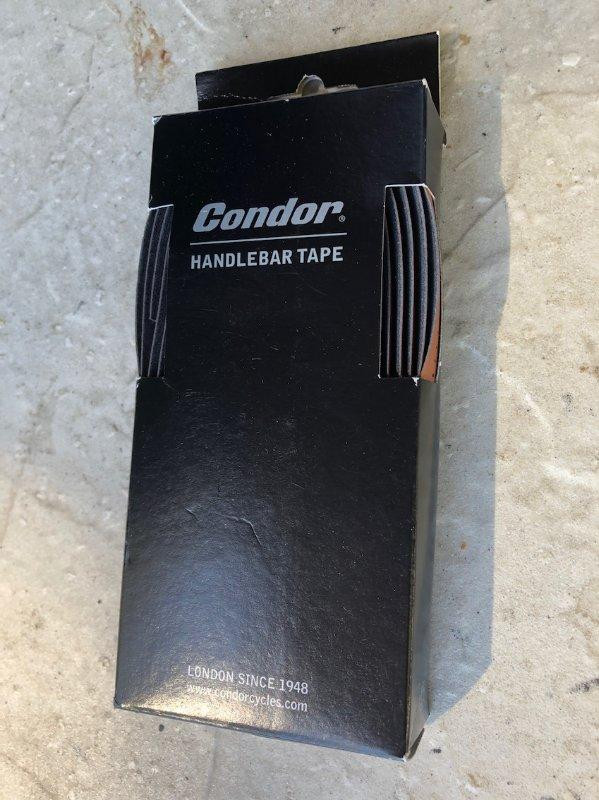 Condor®
HANDLEBAR TAPE
LONDON SINCE 1948
www.condorcycles.com